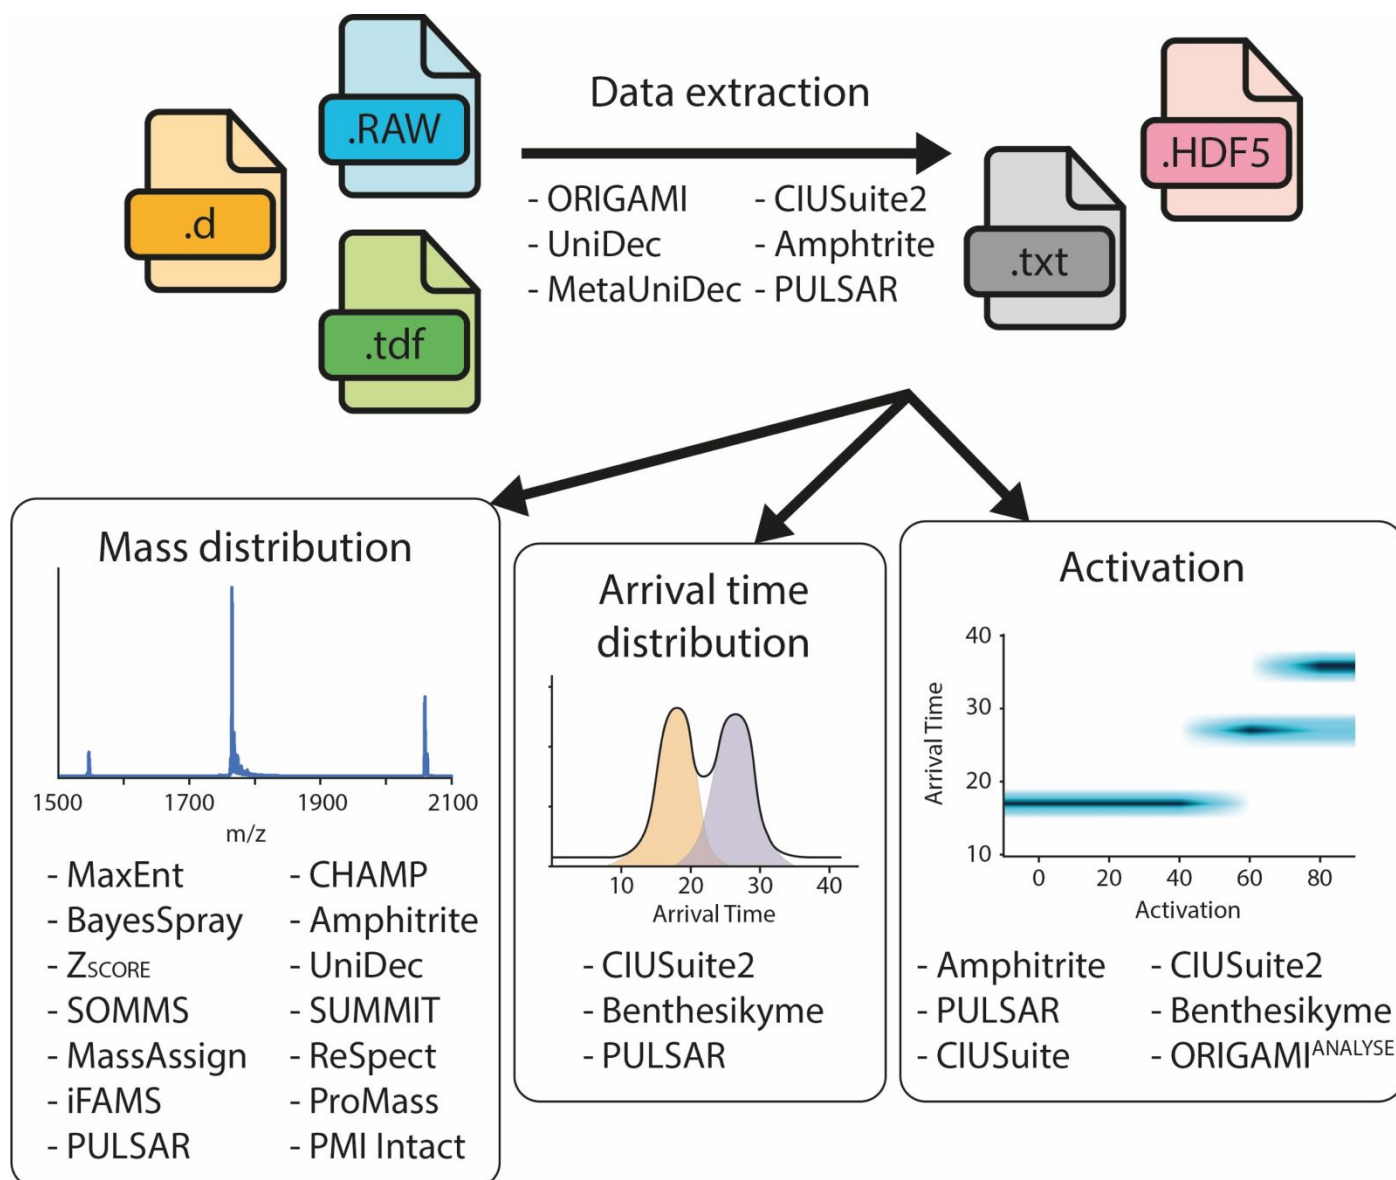 .RAW
.d
.tdf
Data extraction
- ORIGAMI
- UniDec
- MetaUniDec
- CIUSuite2
- Amphtrite
- PULSAR
.HDF5
.txt
Mass distribution
1500 1700 1900 2100
m/z
- MaxEnt
- BayesSpray
- ZSCORE
- SOMMS
- MassAssign
- iFAMS
- PULSAR
- CHAMP
- Amphitrite
- UniDec
- SUMMIT
- ReSpect
- ProMass
- PMI Intact
Arrival time
distribution
10 20 30 40
Arrival Time
- CIUSuite2
- Benthesikyme
- PULSAR
Activation
Arrival Time
40
30
20
10
0 20 40 60 80
Activation
- Amphitrite
- PULSAR
- CIUSuite
- CIUSuite2
- Benthesikyme
- ORIGAMI^ANALYSE